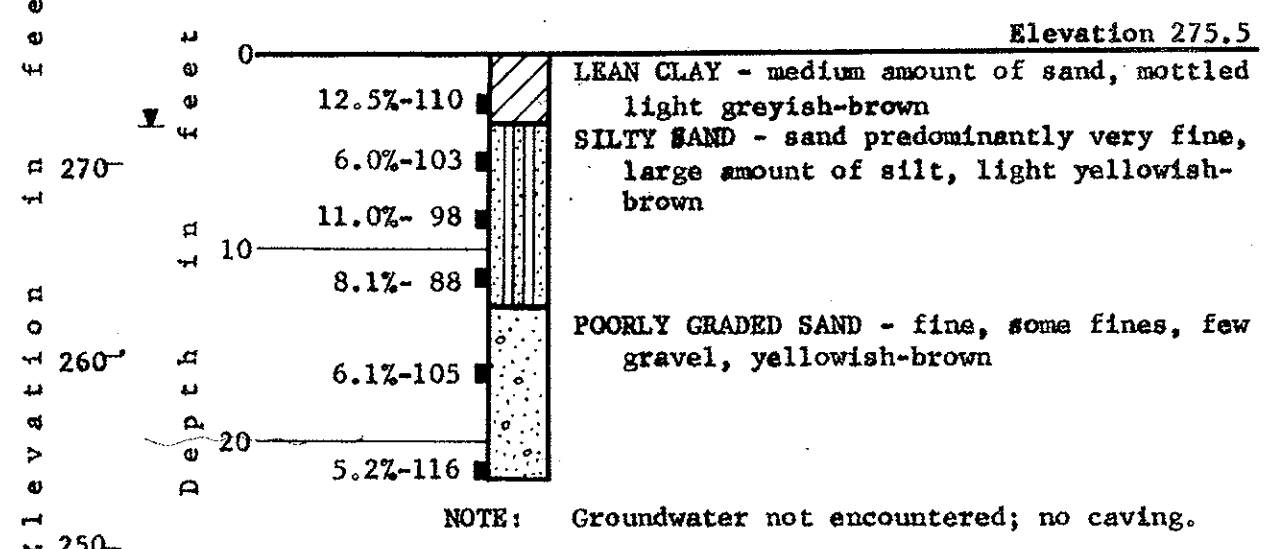 Elevation 275.5
0
LEAN CLAY - medium amount of sand, mottled
light greyish-brown
12.5%-110
SILTY SAND - sand predominantly very fine,
large amount of silt, light yellowish-
brown
270
6.0%-103
11.0%- 98
10
8.1%- 88
POORLY GRADED SAND - fine, some fines, few
gravel, yellowish-brown
260
6.1%-105
20
5.2%-116
NOTE: Groundwater not encountered; no caving.
250
levation in fee
Depth in feet